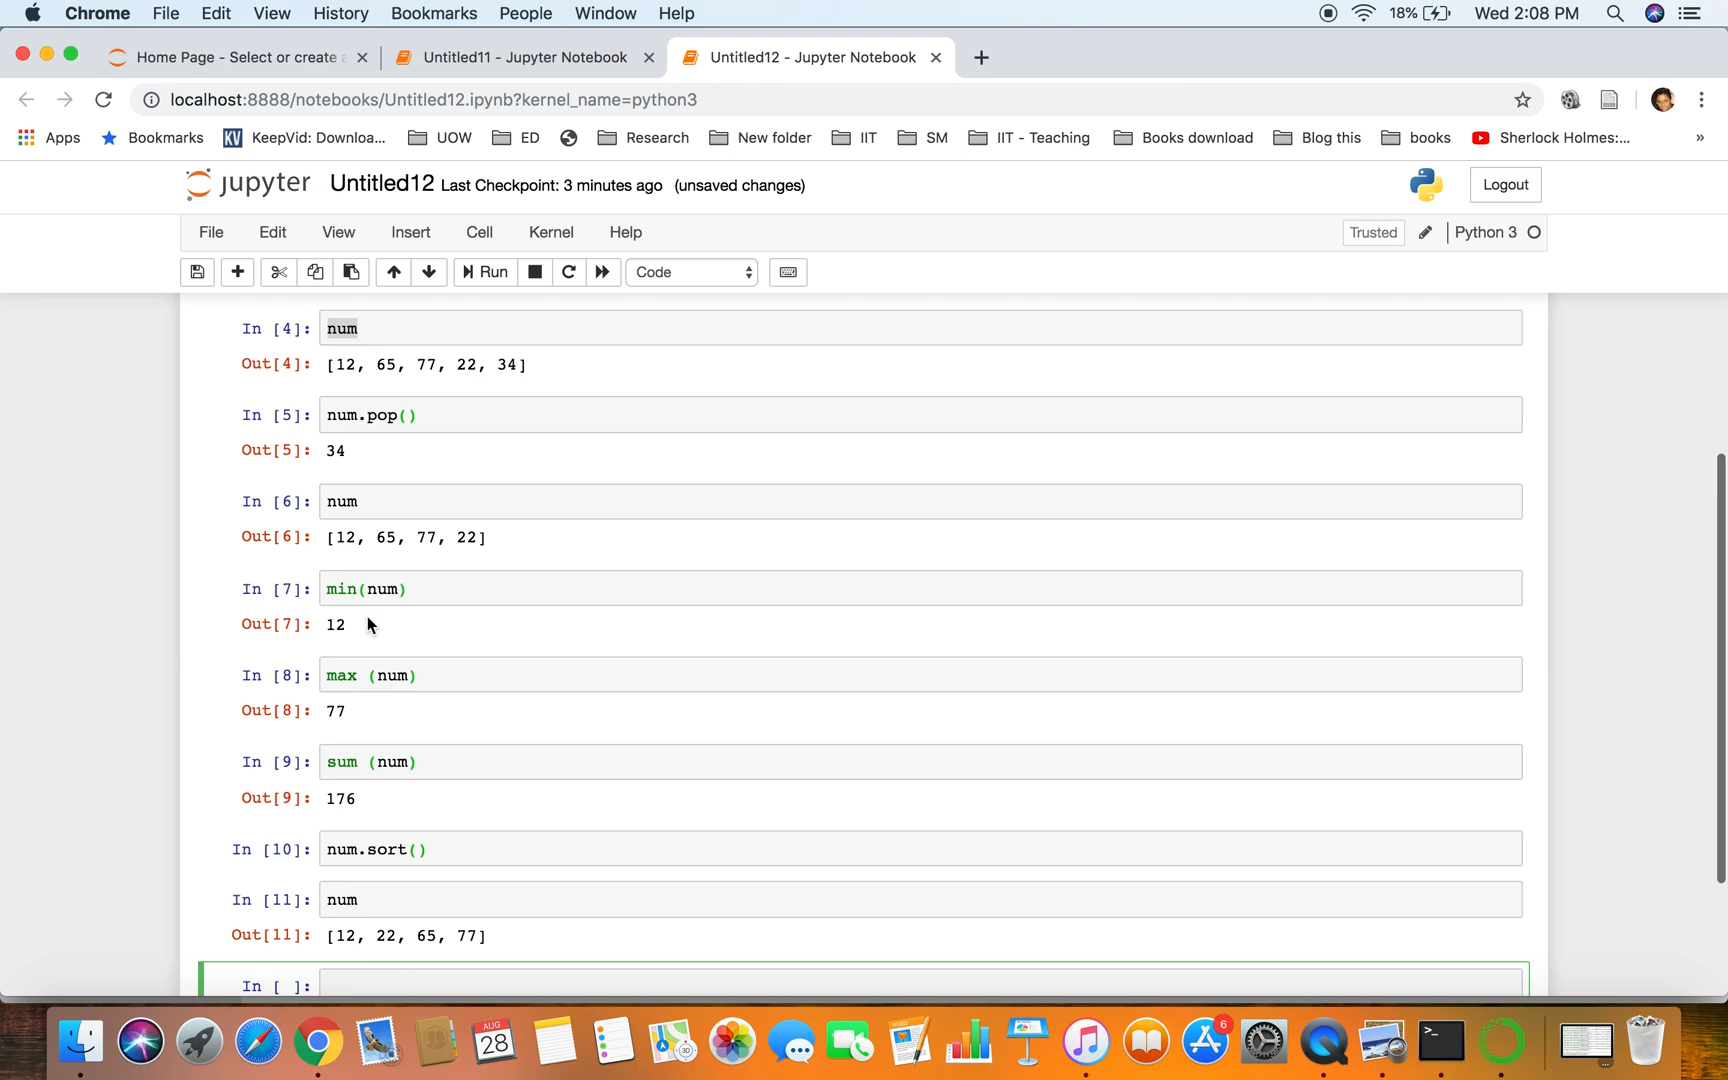 Chrome File Edit View History Bookmarks People Window Help 18% Wed 2:08 PM
Home Page - Select or create a Untitled11 - Jupyter Notebook Untitled12 - Jupyter Notebook
localhost:8888/notebooks/Untitled12.ipynb?kernel_name=python3
Apps Bookmarks KV KeepVid: Downloa... UOW ED Research New folder IIT SM IIT - Teaching Books download Blog this books Sherlock Holmes:... »
jupyter Untitled12 Last Checkpoint: 3 minutes ago (unsaved changes) Logout
File Edit View Insert Cell Kernel Help Trusted Python 3
Run Code
In [4]: num
Out[4]: [12, 65, 77, 22, 34]
In [5]: num.pop()
Out[5]: 34
In [6]: num
Out[6]: [12, 65, 77, 22]
In [7]: min(num)
Out[7]: 12
In [8]: max (num)
Out[8]: 77
In [9]: sum (num)
Out[9]: 176
In [10]: num.sort()
In [11]: num
Out[11]: [12, 22, 65, 77]
In [ ]:
AUG
28
3D
6
>_